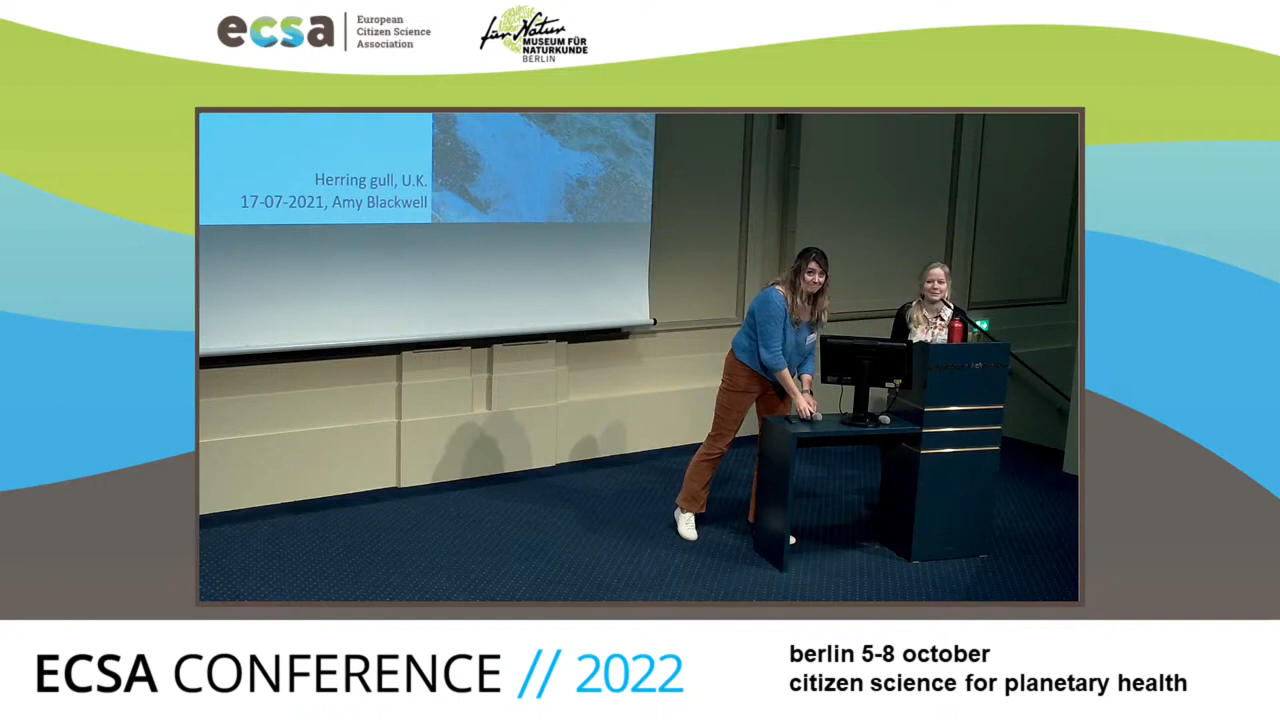 ecsa
European
Citizen Science
Association
für Natur
MUSEUM FÜR
NATURKUNDE
BERLIN
Herring gull, U.K.
17-07-2021, Amy Blackwell
ECSA CONFERENCE // 2022
berlin 5-8 october
citizen science for planetary health